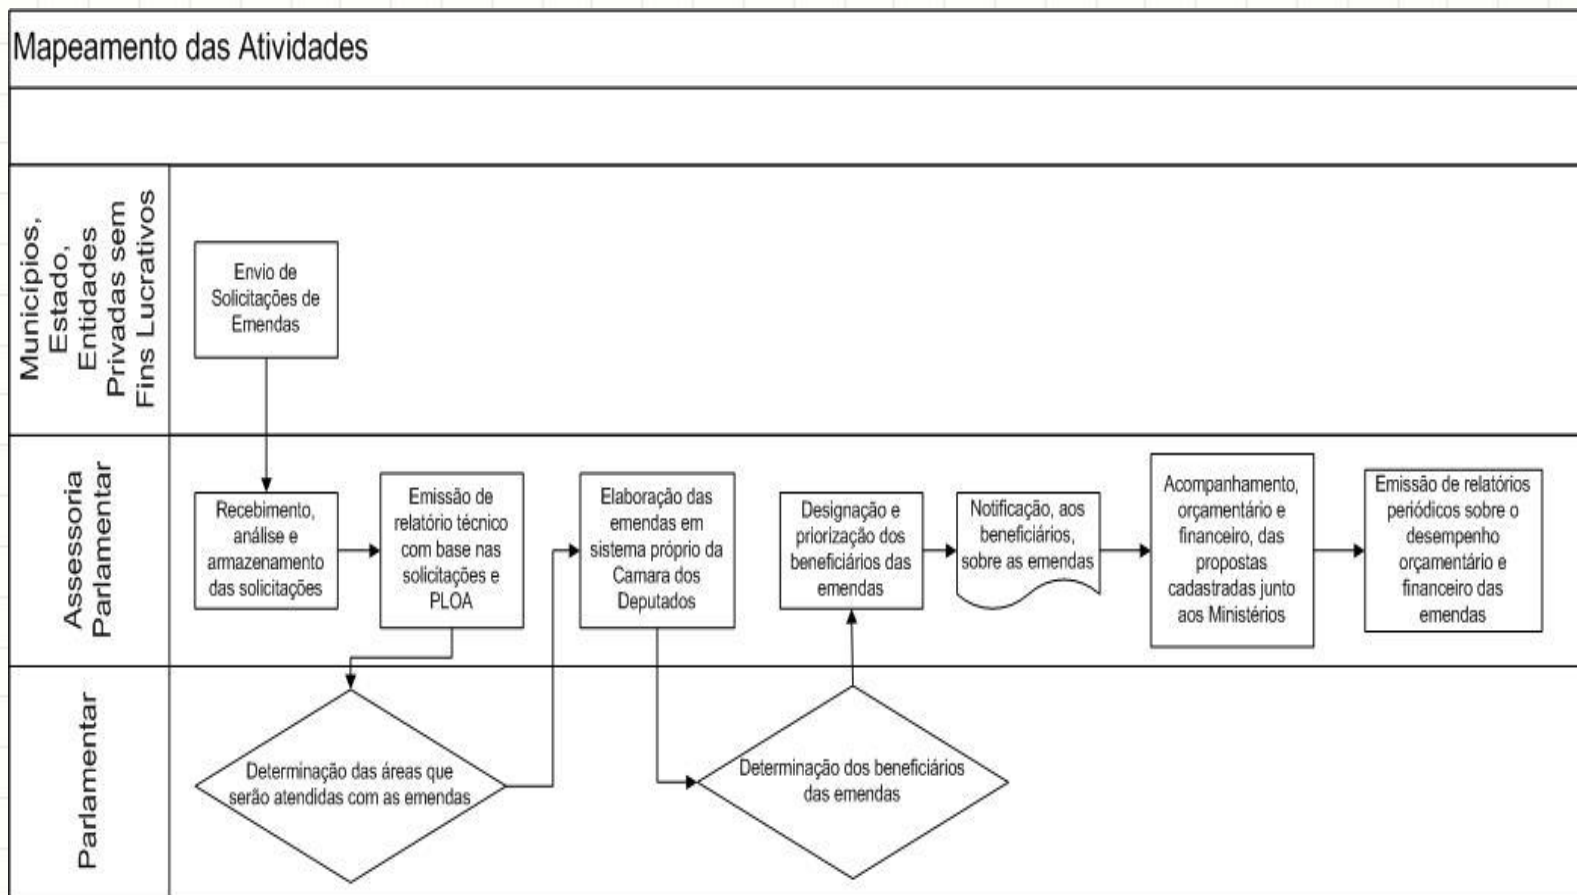 Mapeamento das Atividades
Municípios,
Estado,
Entidades
Privadas sem
Fins Lucrativos
Envio de
Solicitações de
Emendas
Assessoria
Parlamentar
Recebimento,
análise e
armazenamento
das solicitações
Emissão de
relatório técnico
com base nas
solicitações e
PLOA
Elaboração das
emendas em
sistema próprio da
Camara dos
Deputados
Designação e
priorização dos
beneficiários das
emendas
Notificação, aos
beneficiários,
sobre as emendas
Acompanhamento,
orçamentário e
financeiro, das
propostas
cadastradas junto
aos Ministérios
Emissão de relatórios
periódicos sobre o
desempenho
orçamentário e
financeiro das
emendas
Parlamentar
Determinação das áreas que
serão atendidas com as emendas
Determinação dos beneficiários
das emendas